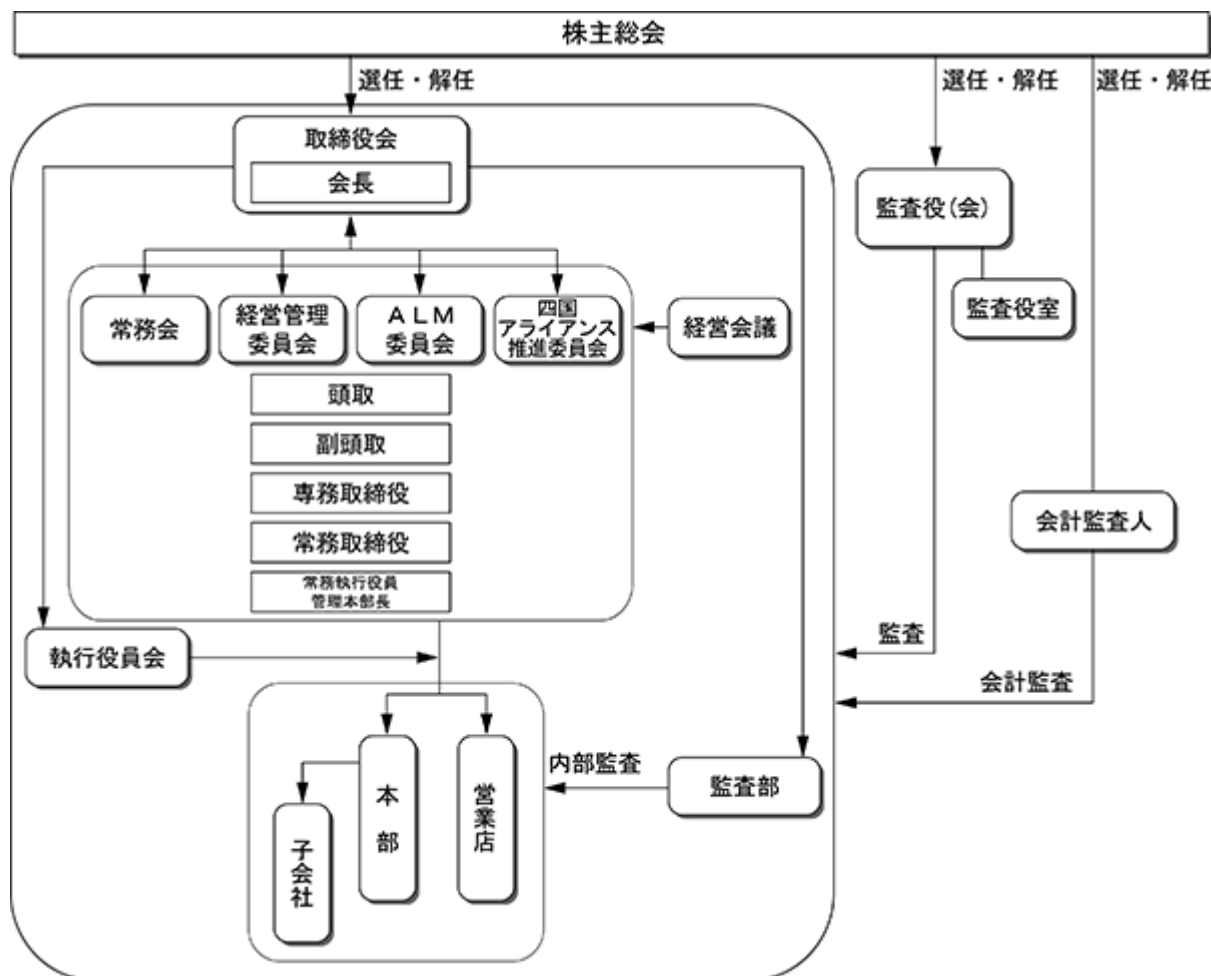 株主総会
選任・解任
選任・解任
選任・解任
取締役会
会長
監査役(会)
監査役室
常務会
経営管理
委員会
ALM
委員会
四国
アライアンス
推進委員会
経営会議
頭取
副頭取
専務取締役
常務取締役
常務執行役員
管理本部長
会計監査人
執行役員会
監査
会計監査
内部監査
監査部
本部
営業店
子会社